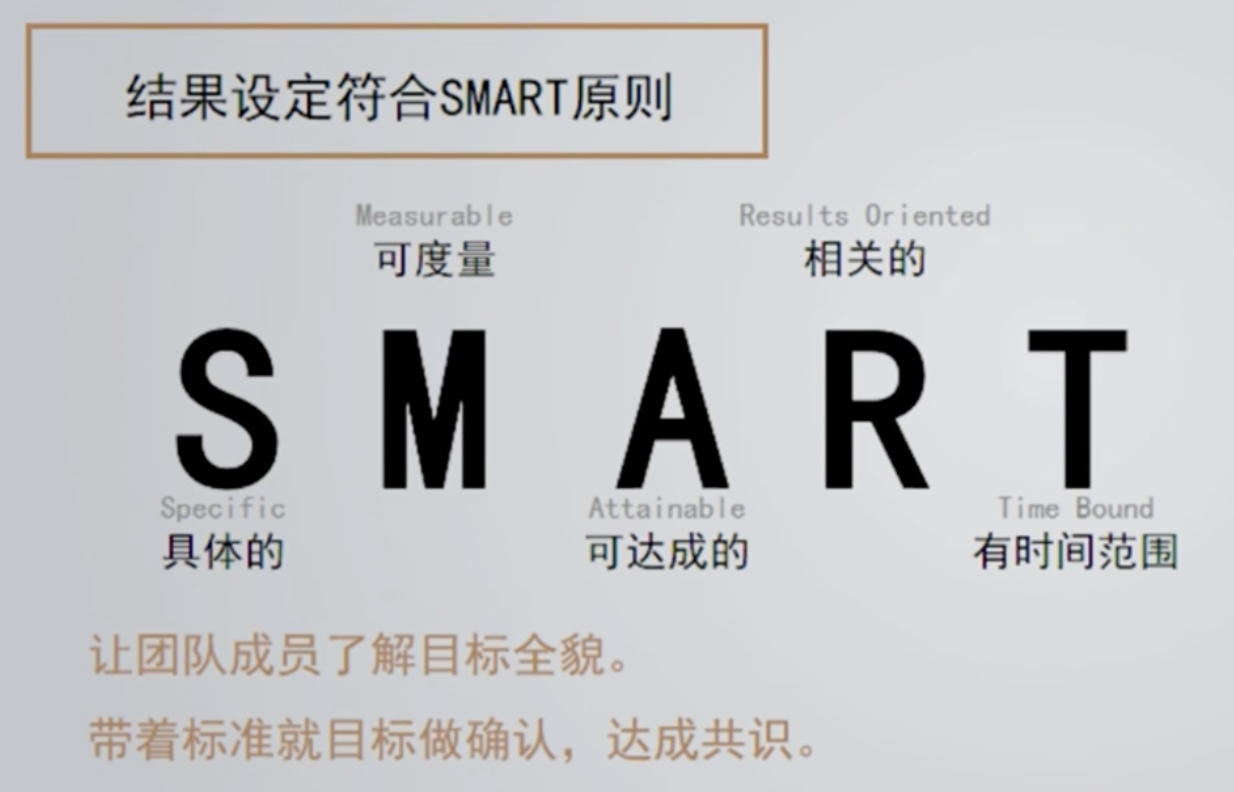 结果设定符合SMART原则
Measurable Results Oriented
可度量 相关的
S M A R T
Specific Attainable Time Bound
具体的 可达成的 有时间范围
让团队成员了解目标全貌。
带着标准就目标做确认，达成共识。